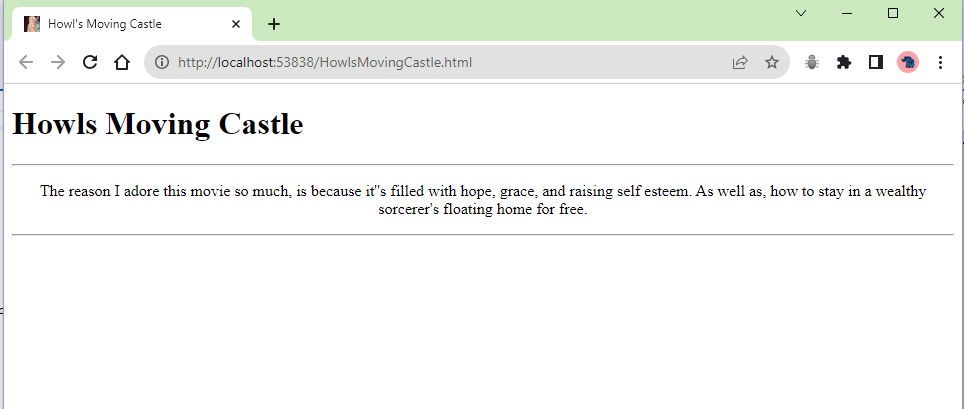 Howl's Moving Castle
http://localhost:53838/HowlsMovingCastle.html
Howls Moving Castle
The reason I adore this movie so much, is because it"s filled with hope, grace, and raising self esteem. As well as, how to stay in a wealthy
sorcerer's floating home for free.